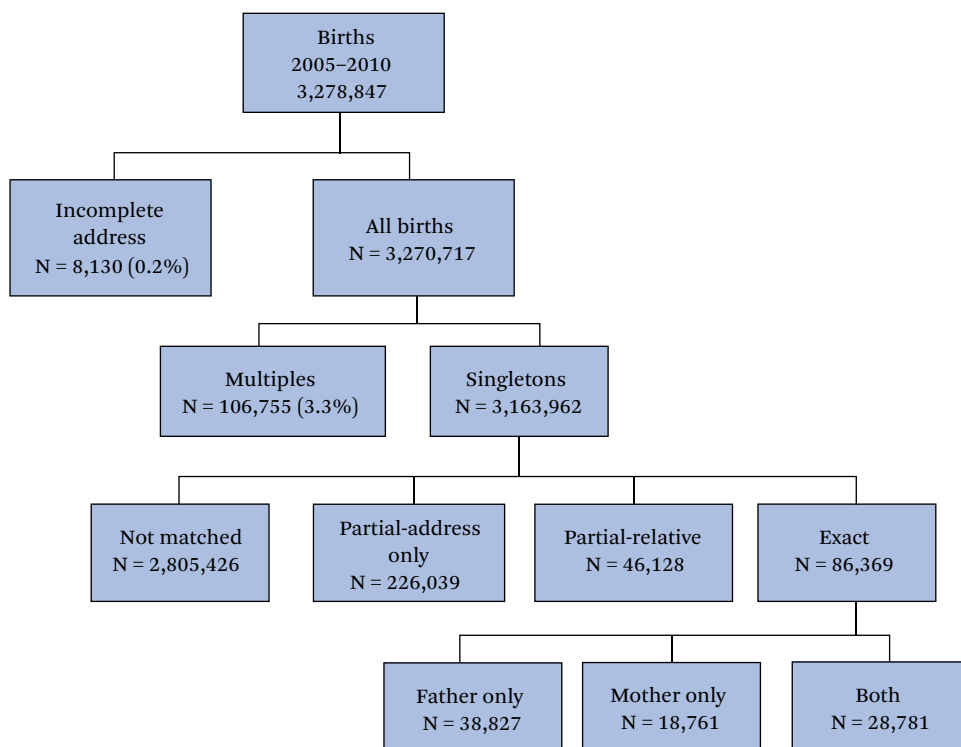 Births
2005–2010
3,278,847
Incomplete
address
N = 8,130 (0.2%)
All births
N = 3,270,717
Multiples
N = 106,755 (3.3%)
Singletons
N = 3,163,962
Not matched
N = 2,805,426
Partial-address
only
N = 226,039
Partial-relative
N = 46,128
Exact
N = 86,369
Father only
N = 38,827
Mother only
N = 18,761
Both
N = 28,781